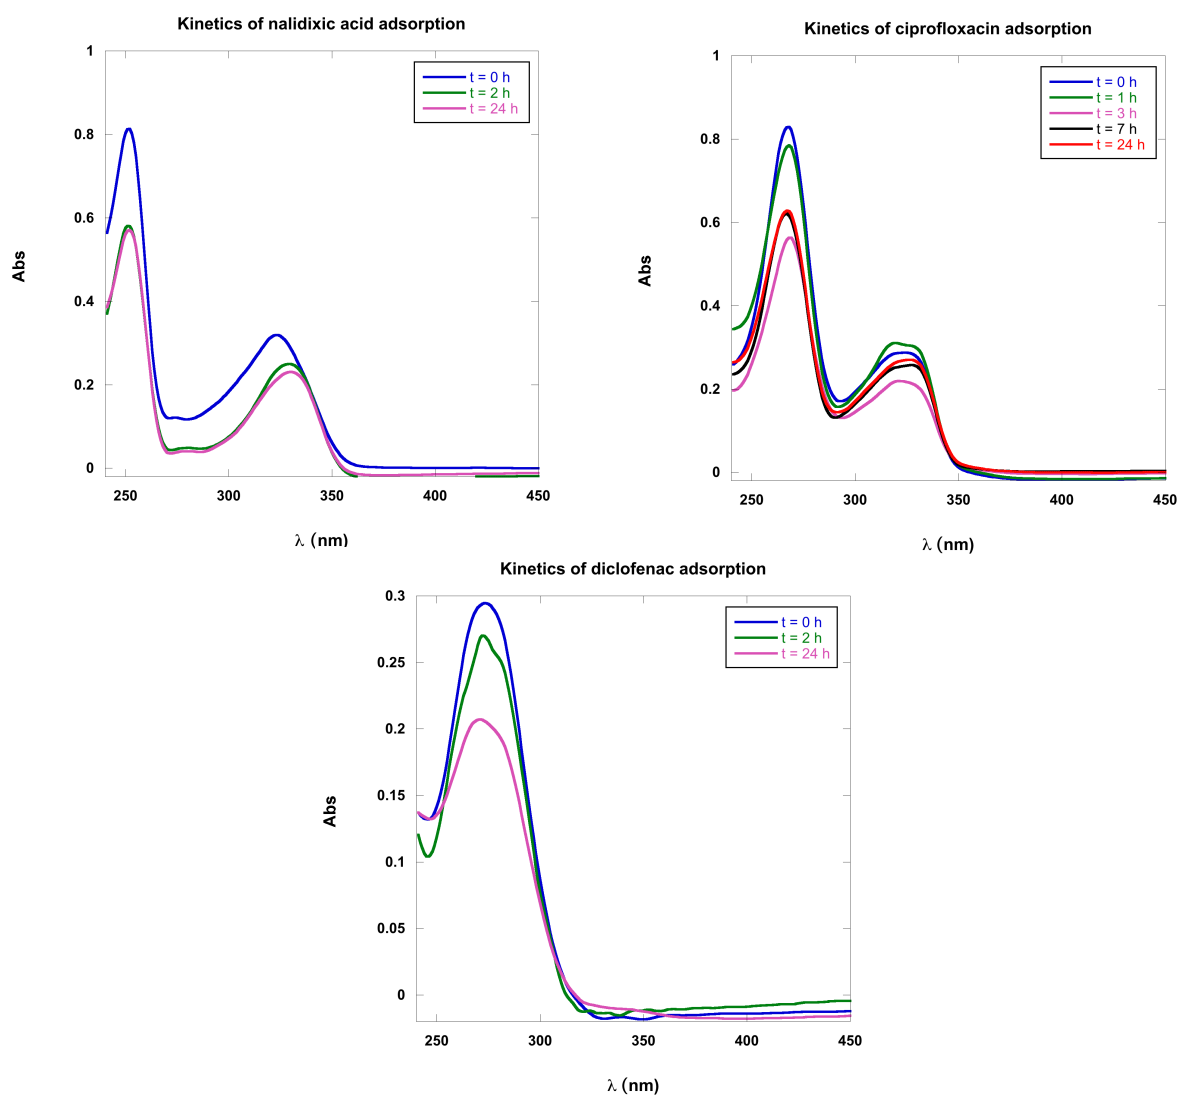 Kinetics of nalidixic acid adsorption
1
0.8
0.6
0.4
0.2
0
Abs
250
300
350
400
450
λ (nm)
t = 0 h
t = 2 h
t = 24 h
Kinetics of ciprofloxacin adsorption
1
0.8
0.6
0.4
0.2
0
Abs
250
300
350
400
450
λ (nm)
t = 0 h
t = 1 h
t = 3 h
t = 7 h
t = 24 h
Kinetics of diclofenac adsorption
0.3
0.25
0.2
0.15
0.1
0.05
0
Abs
250
300
350
400
450
λ (nm)
t = 0 h
t = 2 h
t = 24 h